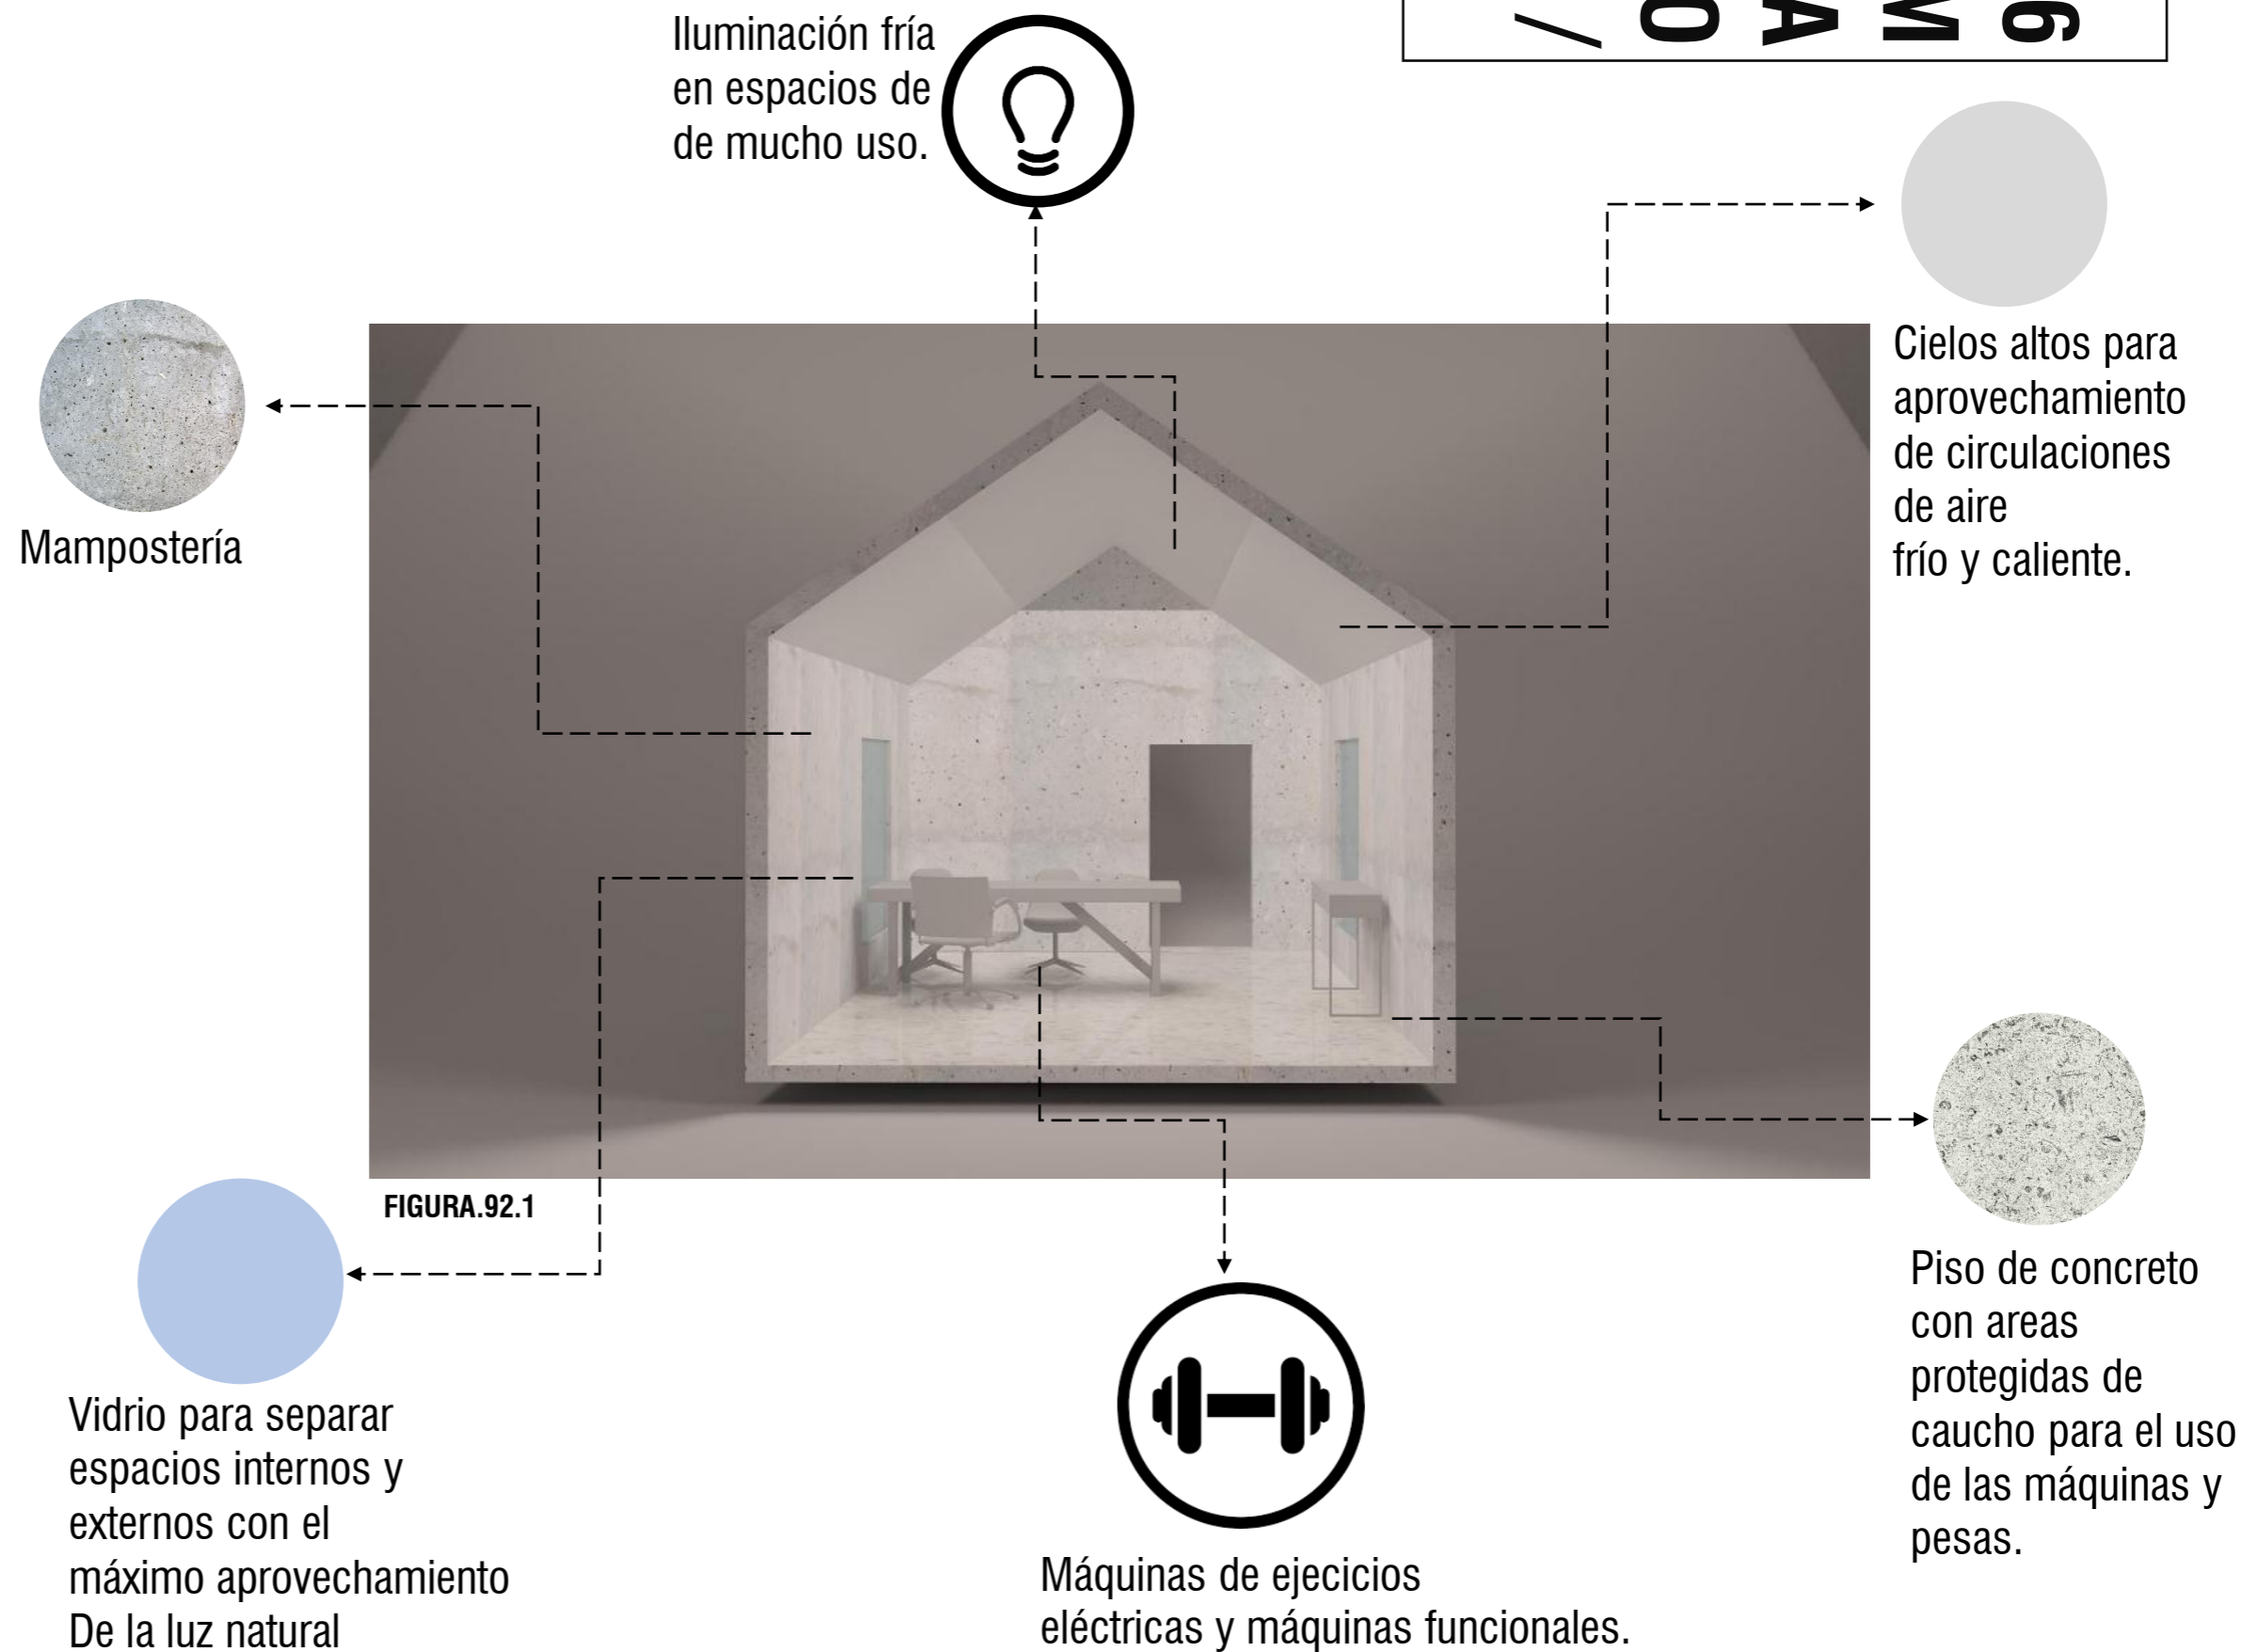 / O A M 6
Iluminación fría
en espacios de
de mucho uso.
Cielos altos para
aprovechamiento
de circulaciones
de aire
frío y caliente.
Mampostería
FIGURA.92.1
Piso de concreto
con areas
protegidas de
caucho para el uso
de las máquinas y
pesas.
Vidrio para separar
espacios internos y
externos con el
máximo aprovechamiento
De la luz natural
Máquinas de ejecicios
eléctricas y máquinas funcionales.